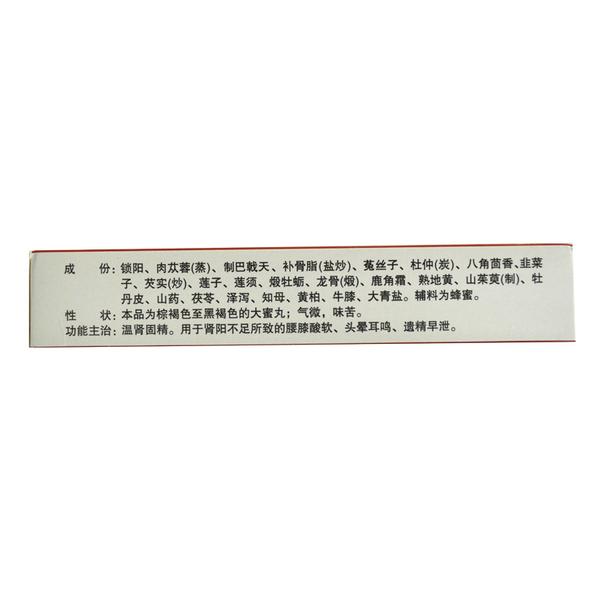 成　份：锁阳、肉苁蓉(蒸)、制巴戟天、补骨脂(盐炒)、菟丝子、杜仲(炭)、八角茴香、韭菜
子、芡实(炒)、莲子、莲须、煅牡蛎、龙骨(煅)、鹿角霜、熟地黄、山茱萸(制)、牡
丹皮、山药、茯苓、泽泻、知母、黄柏、牛膝、大青盐。辅料为蜂蜜。
性　状：本品为棕褐色至黑褐色的大蜜丸；气微，味苦。
功能主治：温肾固精。用于肾阳不足所致的腰膝酸软、头晕耳鸣、遗精早泄。